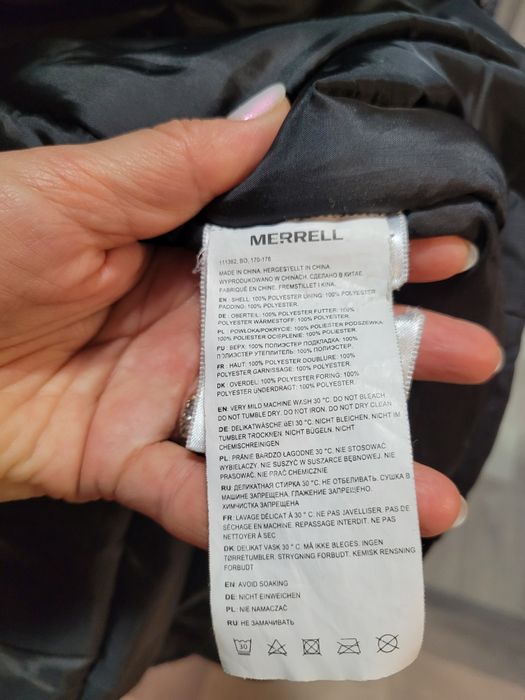 MERRELL
111362, BO, 170-176
MADE IN CHINA. HERGESTELLT IN CHINA.
WYPRODUKOWANO W CHINACH. СДЕЛАНО В КИТАЕ.
FABRIQUÉ EN CHINE. FREMSTILLET I KINA.
EN : SHELL: 100% POLYESTER LINING: 100% POLYESTER
PADDING: 100% POLYESTER.
DE : OBERTEIL: 100% POLYESTER FUTTER: 100%
POLYESTER WÄRMESTOFF: 100% POLYESTER.
PL : POWŁOKA/POKRYCIE: 100% POLIESTER PODSZEWKA:
100% POLIESTER OCIEPLENIE: 100% POLIESTER.
RU : ВЕРХ: 100% ПОЛИЭСТЕР ПОДКЛАДКА: 100%
ПОЛИЭСТЕР УТЕПЛИТЕЛЬ: 100% ПОЛИЭСТЕР.
FR : HAUT: 100% POLYESTER DOUBLURE: 100%
POLYESTER GARNISSAGE: 100% POLYESTER.
DK : OVERDEL: 100% POLYESTER FORING: 100%
POLYESTER UNDERDRAGT: 100% POLYESTER.
EN: VERY MILD MACHINE WASH 30 °C. DO NOT BLEACH.
DO NOT TUMBLE DRY. DO NOT IRON. DO NOT DRY CLEAN
DE: DELIKATWÄSCHE BEI 30 °C. NICHT BLEICHEN. NICHT IM
TUMBLER TROCKNEN. NICHT BÜGELN. NICHT
CHEMISCHREINIGEN
PL: PRANIE BARDZO ŁAGODNE 30 °C. NIE STOSOWAĆ
WYBIELACZY. NIE SUSZYĆ W SUSZARCE BĘBNOWEJ. NIE
PRASOWAĆ. NIE PRAĆ CHEMICZNIE
RU: ДЕЛИКАТНАЯ СТИРКА 30 °C. НЕ ОТБЕЛИВАТЬ. СУШКА В
МАШИНЕ ЗАПРЕЩЕНА. ГЛАЖЕНИЕ ЗАПРЕЩЕНО.
ХИМЧИСТКА ЗАПРЕЩЕНА
FR: LAVAGE DÉLICAT À 30 °C. NE PAS JAVELLISER. PAS DE
SÉCHAGE EN MACHINE. REPASSAGE INTERDIT. NE PAS
NETTOYER À SEC
DK: DELIKAT VASK 30 ° C. MÅ IKKE BLEGES. INGEN
TØRRETUMBLER. STRYGNING FORBUDT. KEMISK RENSNING
FORBUDT
EN: AVOID SOAKING
DE: NICHT EINWEICHEN
PL: NIE NAMACZAĆ
RU: НЕ ЗАМАЧИВАТЬ
30